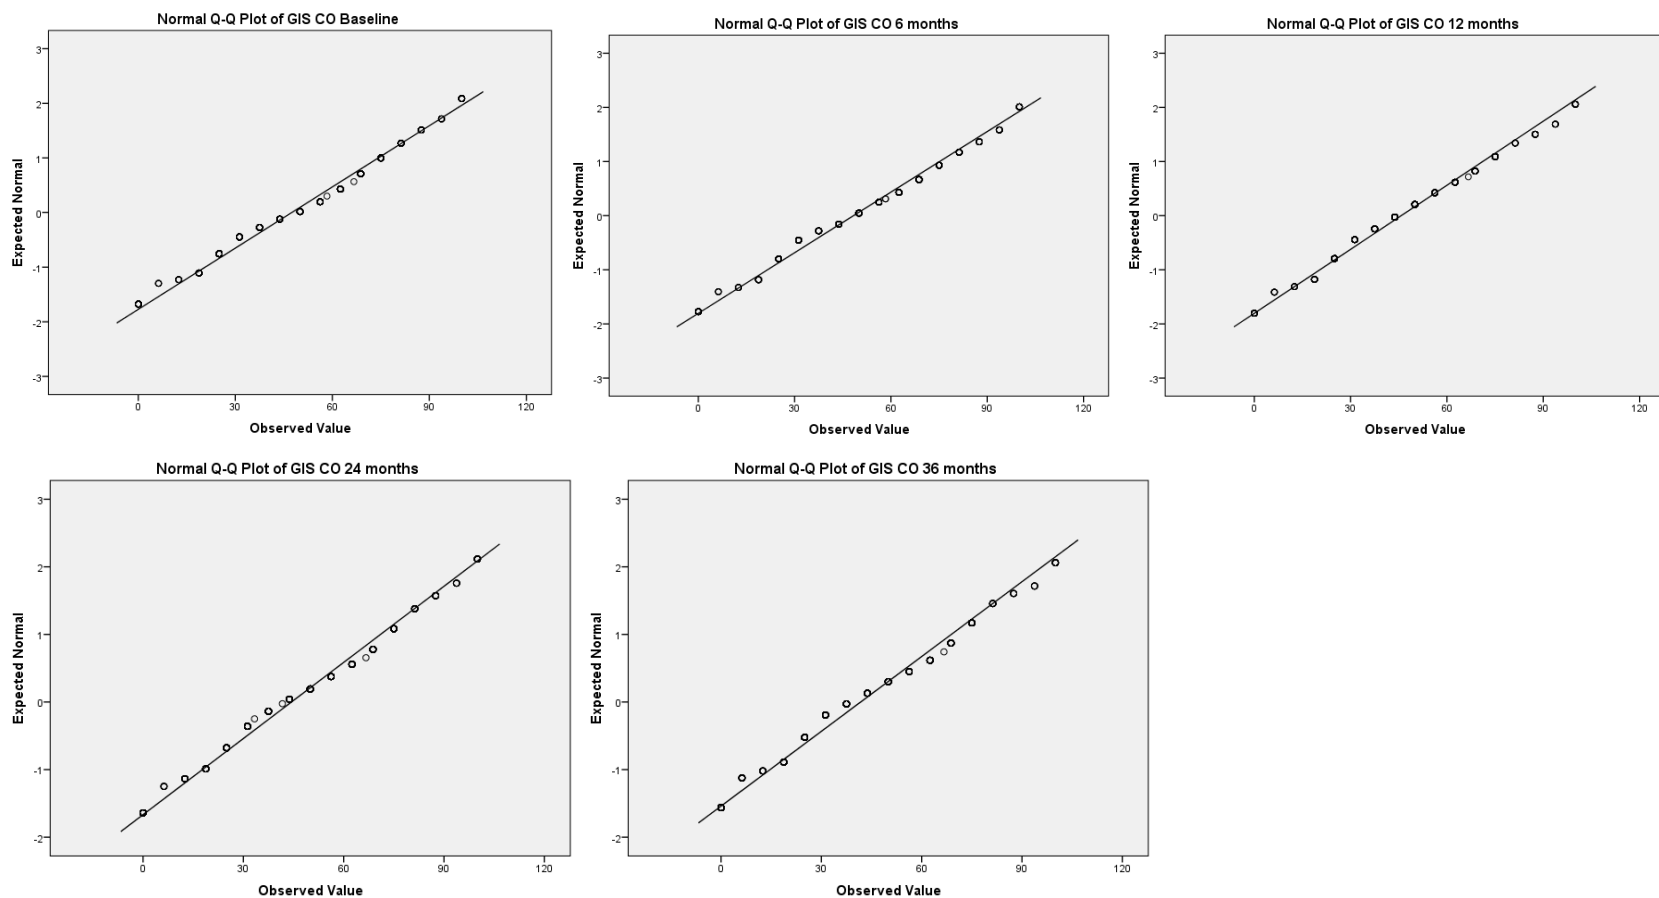 Normal Q-Q Plot of GIS CO Baseline
3
2
1
0
-1
-2
-3
Expected Normal
0 30 60 90 120
Observed Value
Normal Q-Q Plot of GIS CO 6 months
3
2
1
0
-1
-2
-3
Expected Normal
0 30 60 90 120
Observed Value
Normal Q-Q Plot of GIS CO 12 months
3
2
1
0
-1
-2
-3
Expected Normal
0 30 60 90 120
Observed Value
Normal Q-Q Plot of GIS CO 24 months
3
2
1
0
-1
-2
Expected Normal
0 30 60 90 120
Observed Value
Normal Q-Q Plot of GIS CO 36 months
3
2
1
0
-1
-2
Expected Normal
0 30 60 90 120
Observed Value